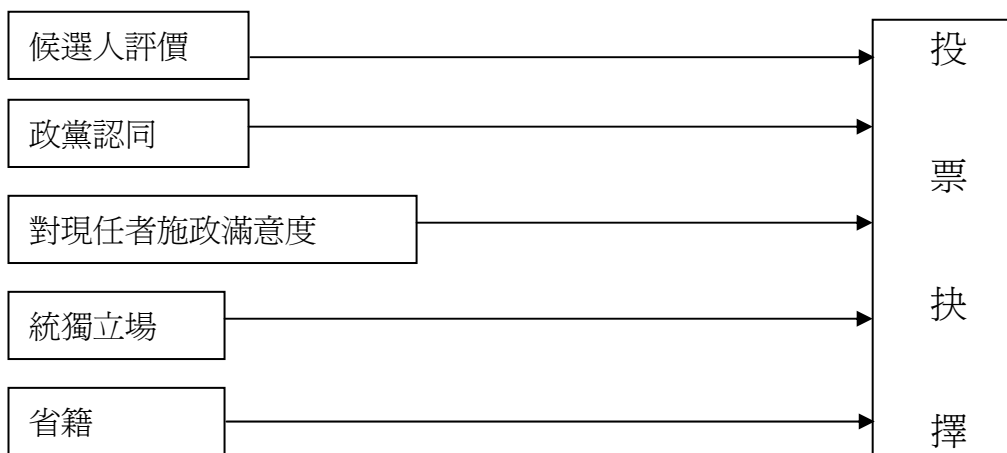 候選人評價
政黨認同
對現任者施政滿意度
統獨立場
省籍
投票抉擇